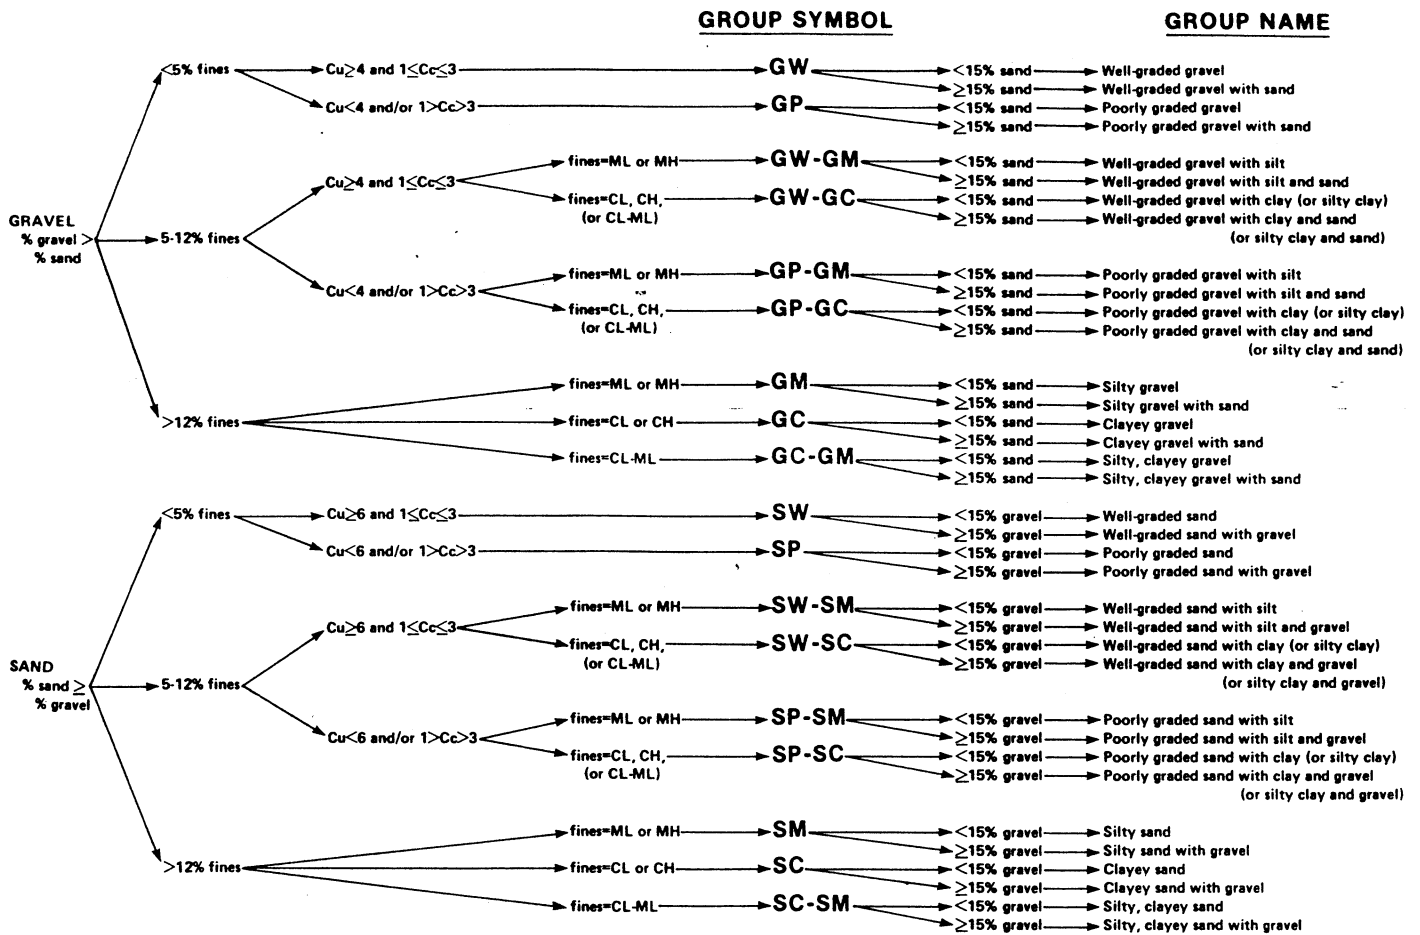 GROUP SYMBOL GROUP NAME
<5% fines Cu≥4 and 1≤Cc≤3 GW <15% sand Well-graded gravel
≥15% sand Well-graded gravel with sand
Cu<4 and/or 1>Cc>3 GP <15% sand Poorly graded gravel
≥15% sand Poorly graded gravel with sand
fines=ML or MH GW-GM <15% sand Well-graded gravel with silt
Cu≥4 and 1≤Cc≤3 ≥15% sand Well-graded gravel with silt and sand
fines=CL, CH, GW-GC <15% sand Well-graded gravel with clay (or silty clay)
(or CL-ML) ≥15% sand Well-graded gravel with clay and sand
GRAVEL
% gravel > 5-12% fines (or silty clay and sand)
% sand
fines=ML or MH GP-GM <15% sand Poorly graded gravel with silt
Cu<4 and/or 1>Cc>3 ≥15% sand Poorly graded gravel with silt and sand
fines=CL, CH, GP-GC <15% sand Poorly graded gravel with clay (or silty clay)
(or CL-ML) ≥15% sand Poorly graded gravel with clay and sand
(or silty clay and sand)
fines=ML or MH GM <15% sand Silty gravel
≥15% sand Silty gravel with sand
>12% fines fines=CL or CH GC <15% sand Clayey gravel
≥15% sand Clayey gravel with sand
fines=CL-ML GC-GM <15% sand Silty, clayey gravel
≥15% sand Silty, clayey gravel with sand
<5% fines Cu≥6 and 1≤Cc≤3 SW <15% gravel Well-graded sand
≥15% gravel Well-graded sand with gravel
Cu<6 and/or 1>Cc>3 SP <15% gravel Poorly graded sand
≥15% gravel Poorly graded sand with gravel
fines=ML or MH SW-SM <15% gravel Well-graded sand with silt
Cu≥6 and 1≤Cc≤3 ≥15% gravel Well-graded sand with silt and gravel
fines=CL, CH, SW-SC <15% gravel Well-graded sand with clay (or silty clay)
(or CL-ML) ≥15% gravel Well-graded sand with clay and gravel
SAND
% sand ≥ 5-12% fines (or silty clay and gravel)
% gravel
fines=ML or MH SP-SM <15% gravel Poorly graded sand with silt
Cu<6 and/or 1>Cc>3 ≥15% gravel Poorly graded sand with silt and gravel
fines=CL, CH, SP-SC <15% gravel Poorly graded sand with clay (or silty clay)
(or CL-ML) ≥15% gravel Poorly graded sand with clay and gravel
(or silty clay and gravel)
fines=ML or MH SM <15% gravel Silty sand
≥15% gravel Silty sand with gravel
>12% fines fines=CL or CH SC <15% gravel Clayey sand
≥15% gravel Clayey sand with gravel
fines=CL-ML SC-SM <15% gravel Silty, clayey sand
≥15% gravel Silty, clayey sand with gravel